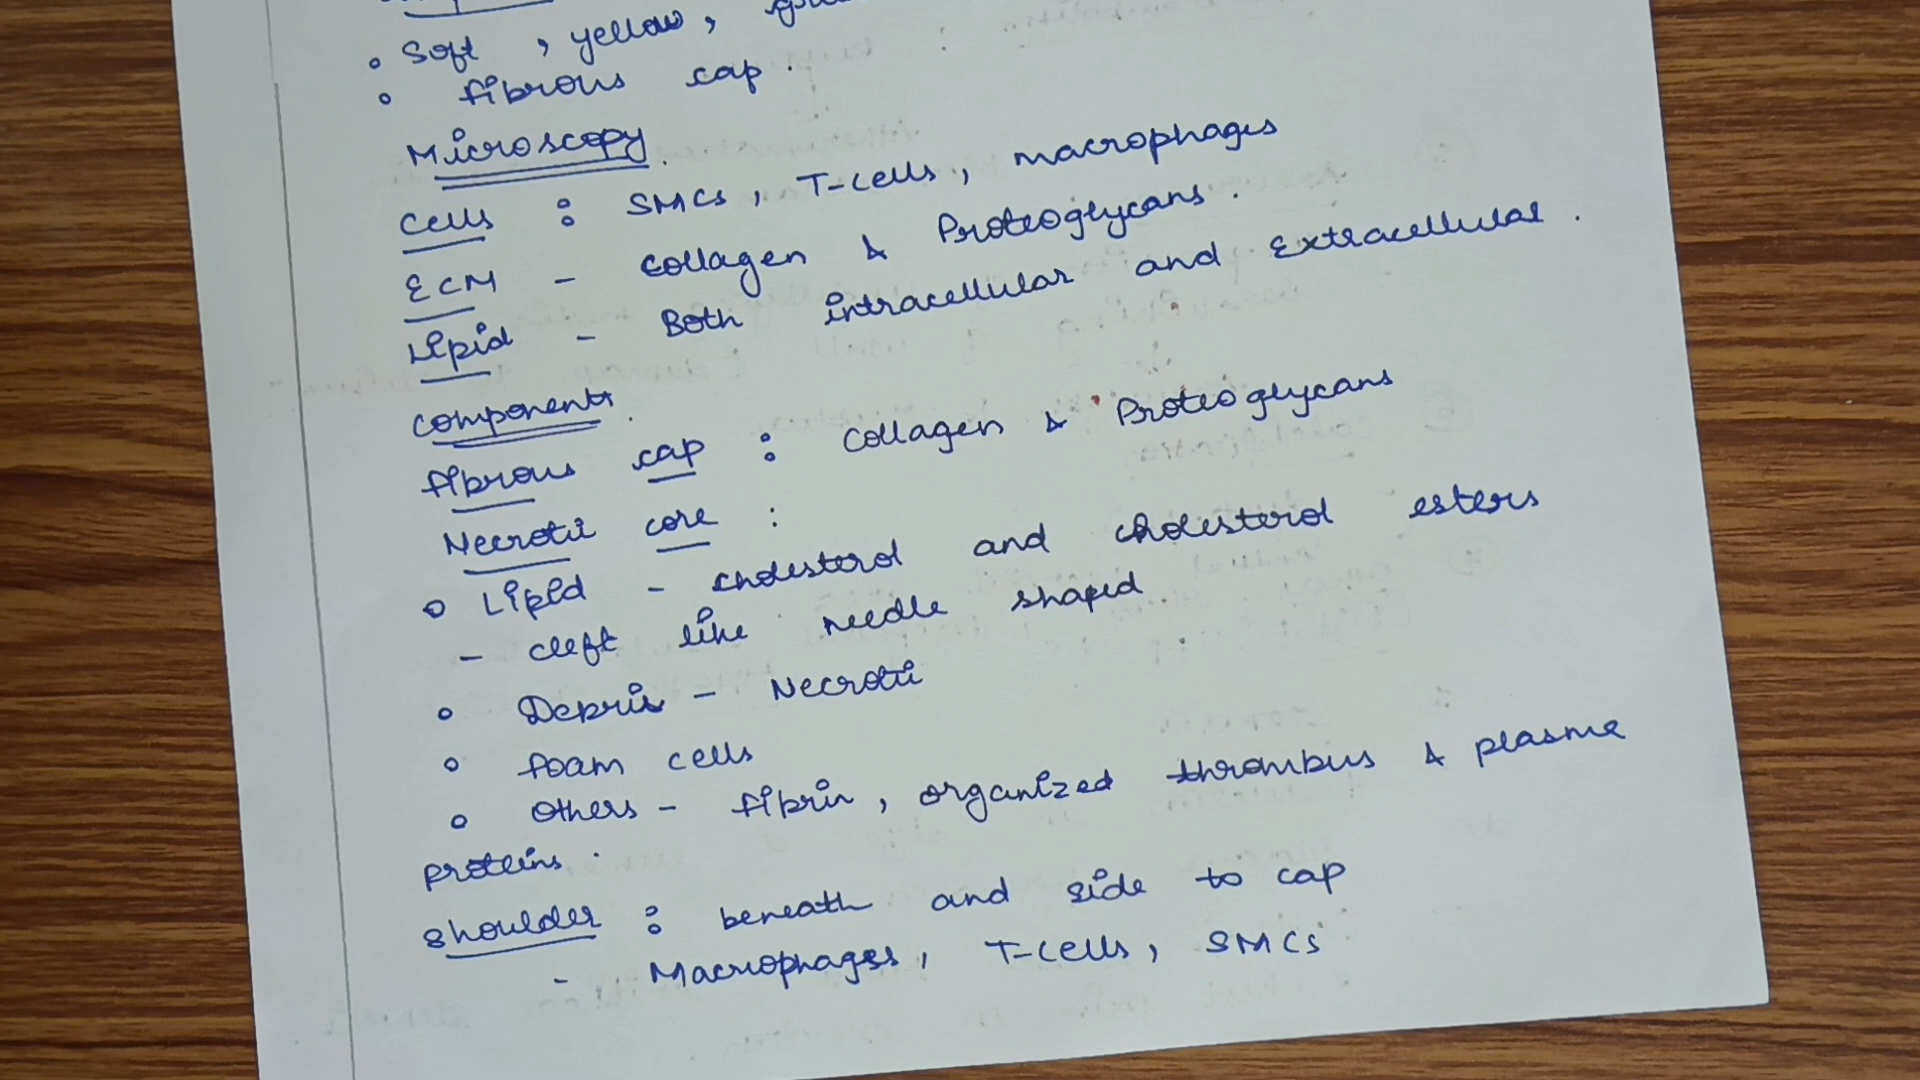 • Soft , yellow ,
• fibrous cap .
Microscopy .
Cells : SMCs , T-cells , macrophages
ECM - collagen & Proteoglycans .
Lipid - Both intracellular and Extracellular .
Components .
fibrous cap : Collagen & Proteoglycans
Necrotic core :
• Lipid - cholesterol and cholesterol esters
- cleft like needle shaped
• Debris - Necrotic
• foam cells
• Others - fibrin , organized thrombus & plasma
proteins .
Shoulder : beneath and side to cap
- Macrophages , T-cells , SMCs